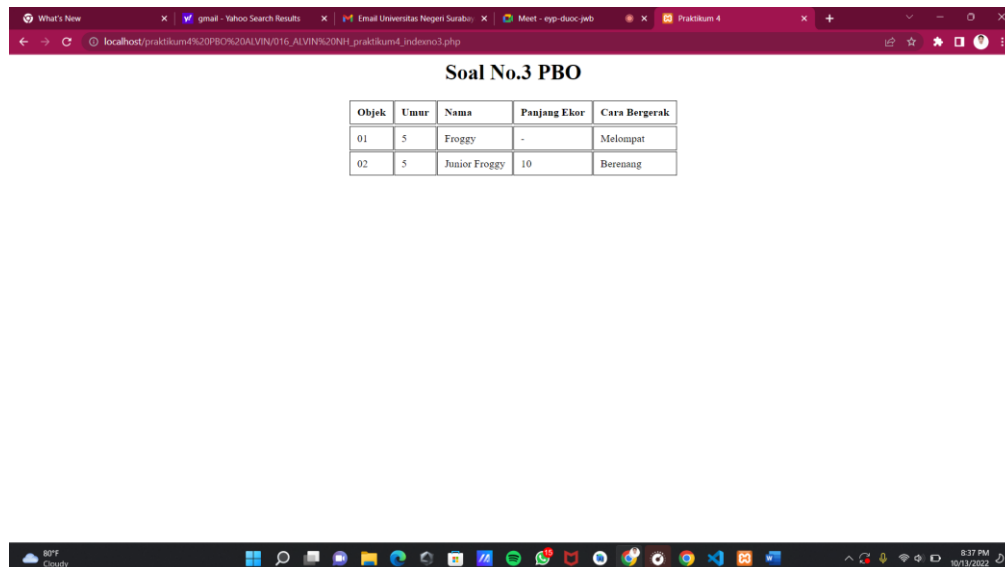 What's New
gmail - Yahoo Search Results
Email Universitas Negeri Surabay
Meet - eyp-duoc-jwb
Praktikum 4
localhost/praktikum4%20PBO%20ALVIN/016_ALVIN%20NH_praktikum4_indexno3.php
Soal No.3 PBO
Objek Umur Nama Panjang Ekor Cara Bergerak
01 5 Froggy - Melompat
02 5 Junior Froggy 10 Berenang
80°F
Cloudy
15
8:37 PM
10/13/2022